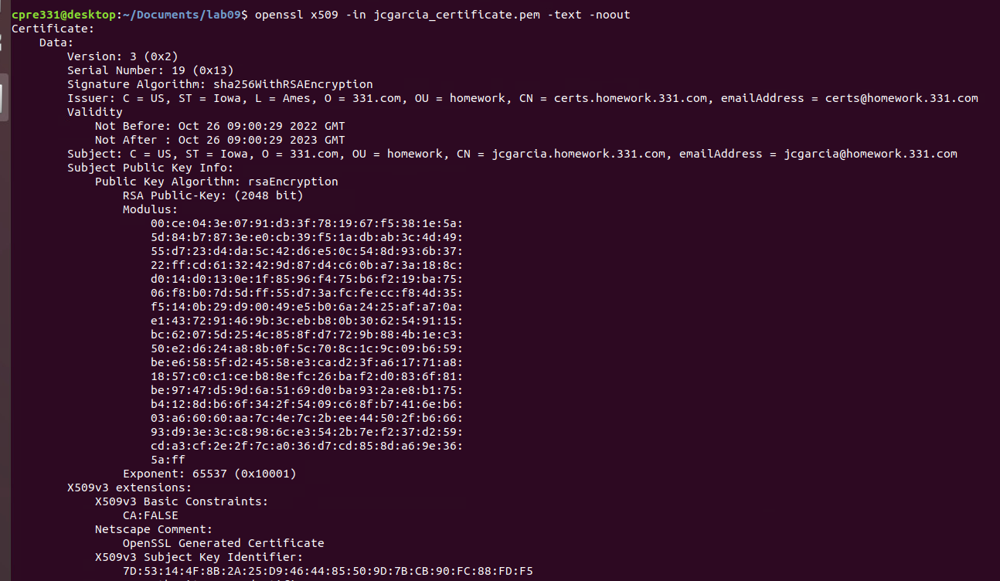 cpre331@desktop:~/Documents/lab09$ openssl x509 -in jcgarcia_certificate.pem -text -noout
Certificate:
Data:
Version: 3 (0x2)
Serial Number: 19 (0x13)
Signature Algorithm: sha256WithRSAEncryption
Issuer: C = US, ST = Iowa, L = Ames, O = 331.com, OU = homework, CN = certs.homework.331.com, emailAddress = certs@homework.331.com
Validity
Not Before: Oct 26 09:00:29 2022 GMT
Not After : Oct 26 09:00:29 2023 GMT
Subject: C = US, ST = Iowa, O = 331.com, OU = homework, CN = jcgarcia.homework.331.com, emailAddress = jcgarcia@homework.331.com
Subject Public Key Info:
Public Key Algorithm: rsaEncryption
RSA Public-Key: (2048 bit)
Modulus:
00:ce:04:3e:07:91:d3:3f:78:19:67:f5:38:1e:5a:
5d:84:b7:87:3e:e0:cb:39:f5:1a:db:ab:3c:4d:49:
55:d7:23:d4:da:5c:42:d6:e5:0c:54:8d:93:6b:37:
22:ff:cd:61:32:42:9d:87:d4:c6:0b:a7:3a:18:8c:
d0:14:d0:13:0e:1f:85:96:f4:75:b6:f2:19:ba:75:
06:f8:b0:7d:5d:ff:55:d7:3a:fc:fe:cc:f8:4d:35:
f5:14:0b:29:d9:00:49:e5:b0:6a:24:25:af:a7:0a:
e1:43:72:91:46:9b:3c:eb:b8:0b:30:62:54:91:15:
bc:62:07:5d:25:4c:85:8f:d7:72:9b:88:4b:1e:c3:
50:e2:d6:24:a8:8b:0f:5c:70:8c:1c:9c:09:b6:59:
be:e6:58:5f:d2:45:58:e3:ca:d2:3f:a6:17:71:a8:
18:57:c0:c1:ce:b8:8e:fc:26:ba:f2:d0:83:6f:81:
be:97:47:d5:9d:6a:51:69:d0:ba:93:2a:e8:b1:75:
b4:12:8d:b6:6f:34:2f:54:09:c6:8f:b7:41:6e:b6:
03:a6:60:60:aa:7c:4e:7c:2b:ee:44:50:2f:b6:66:
93:d9:3e:3c:c8:98:6c:e3:54:2b:7e:f2:37:d2:59:
cd:a3:cf:2e:2f:7c:a0:36:d7:cd:85:8d:a6:9e:36:
5a:ff
Exponent: 65537 (0x10001)
X509v3 extensions:
X509v3 Basic Constraints:
CA:FALSE
Netscape Comment:
OpenSSL Generated Certificate
X509v3 Subject Key Identifier:
7D:53:14:4F:8B:2A:25:D9:46:44:85:50:9D:7B:CB:90:FC:88:FD:F5